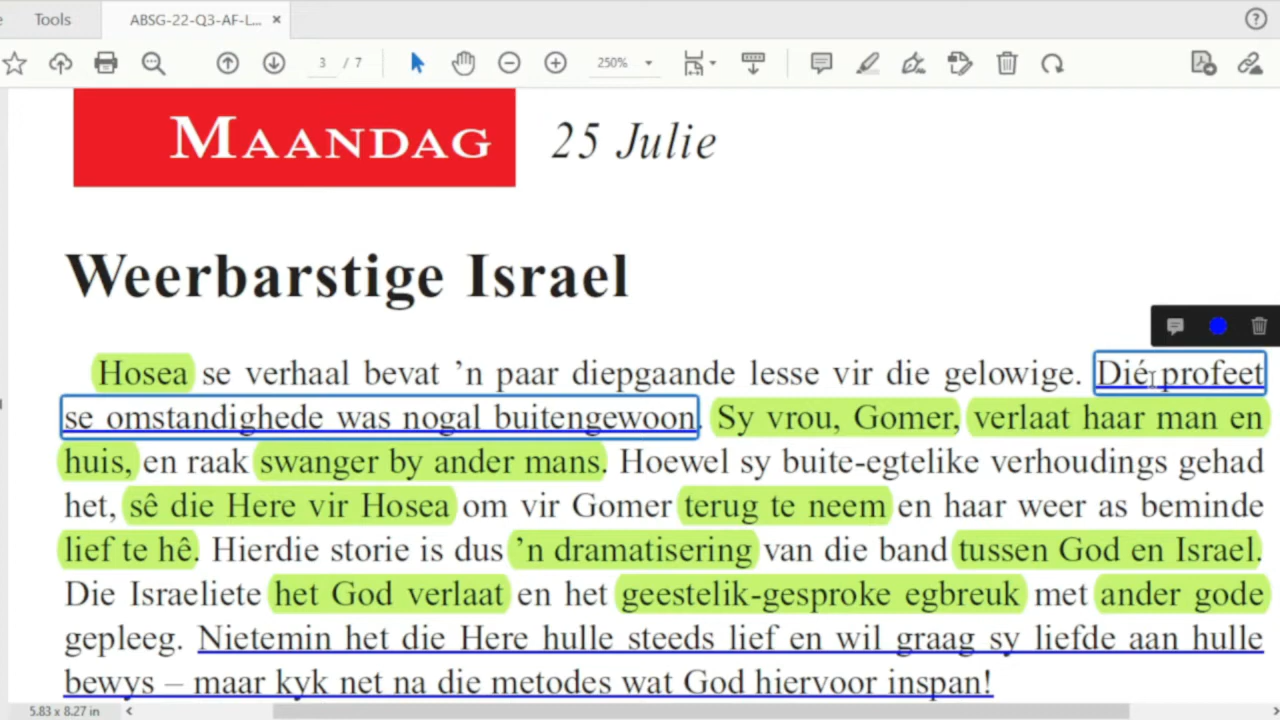 Tools
ABSG-22-Q3-AF-L... ×
3 / 7
250%
MAANDAG 25 Julie
Weerbarstige Israel
Hosea se verhaal bevat ’n paar diepgaande lesse vir die gelowige. Dié profeet
se omstandighede was nogal buitengewoon. Sy vrou, Gomer, verlaat haar man en
huis, en raak swanger by ander mans. Hoewel sy buite-egtelike verhoudings gehad
het, sê die Here vir Hosea om vir Gomer terug te neem en haar weer as beminde
lief te hê. Hierdie storie is dus ’n dramatisering van die band tussen God en Israel.
Die Israeliete het God verlaat en het geestelik-gesproke egbreuk met ander gode
gepleeg. Nietemin het die Here hulle steeds lief en wil graag sy liefde aan hulle
bewys – maar kyk net na die metodes wat God hiervoor inspan!
5.83 x 8.27 in